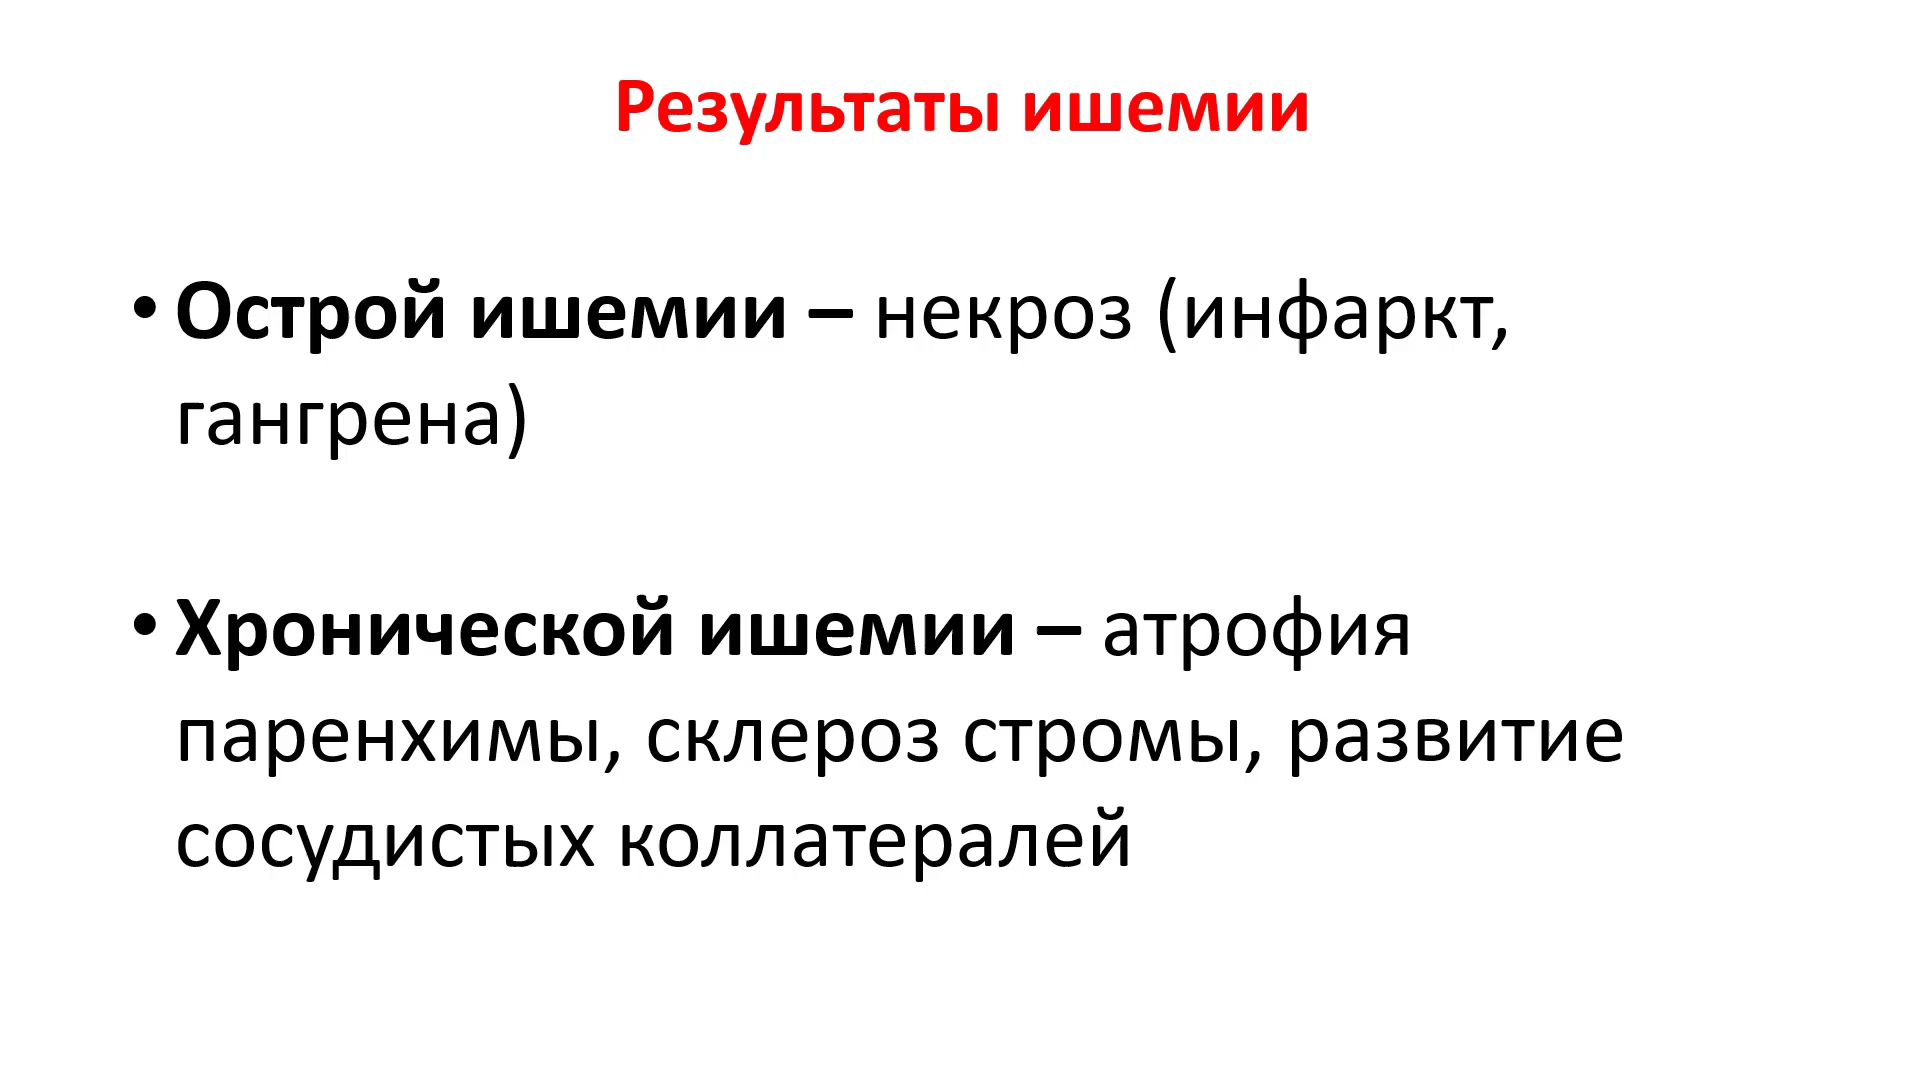 Результаты ишемии
• Острой ишемии – некроз (инфаркт,
гангрена)
• Хронической ишемии – атрофия
паренхимы, склероз стромы, развитие
сосудистых коллатералей